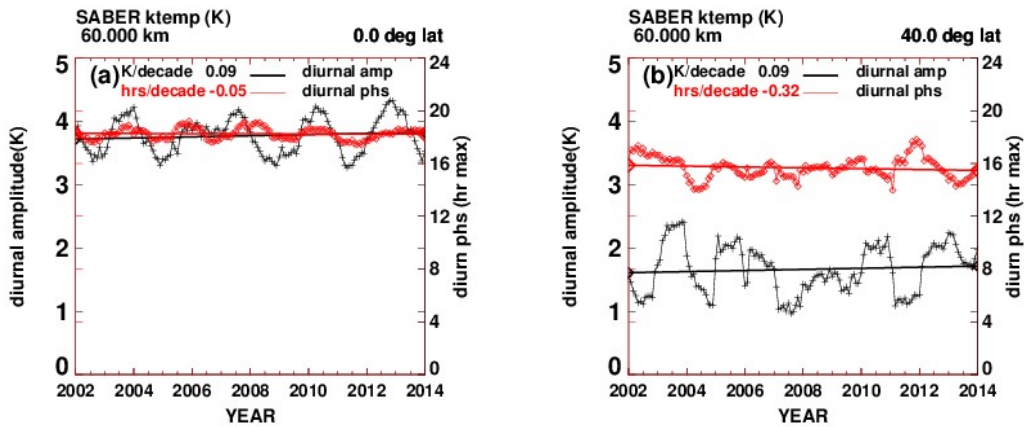 SABER ktemp (K)
60.000 km 0.0 deg lat
(a) K/decade 0.09 diurnal amp
hrs/decade -0.05 diurnal phs
diurnal amplitude(K)
5
4
3
2
1
0
24
20
16
12
8
4
0
diurn phs (hr max)
2002 2004 2006 2008 2010 2012 2014
YEAR
SABER ktemp (K)
60.000 km 40.0 deg lat
(b) K/decade 0.09 diurnal amp
hrs/decade -0.32 diurnal phs
diurnal amplitude(K)
5
4
3
2
1
0
24
20
16
12
8
4
0
diurn phs (hr max)
2002 2004 2006 2008 2010 2012 2014
YEAR